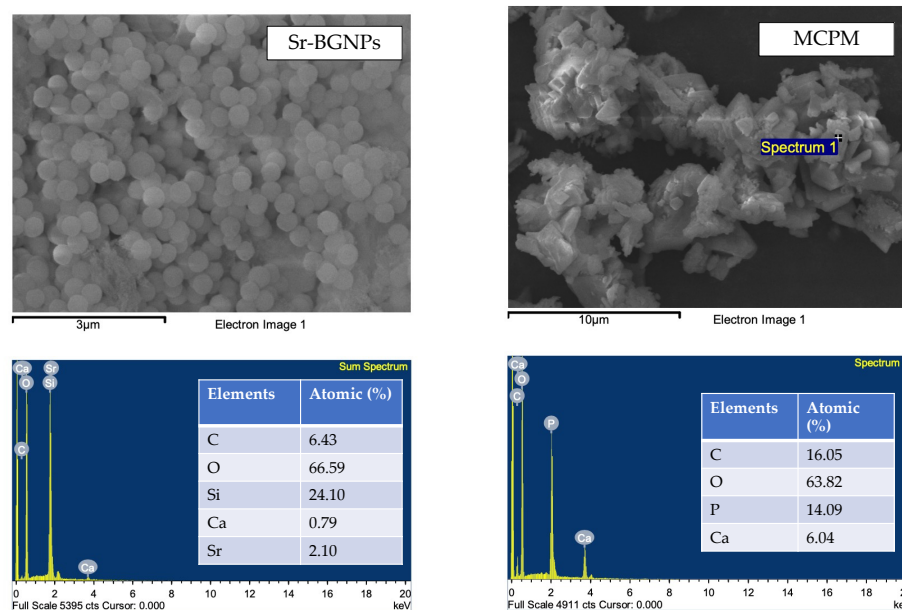 Sr-BGNPs
3µm
Electron Image 1
MCPM
Spectrum 1
10µm
Electron Image 1
Sum Spectrum
Ca Sr
O Si
C
Ca
Elements Atomic (%)
C 6.43
O 66.59
Si 24.10
Ca 0.79
Sr 2.10
0 2 4 6 8 10 12 14 16 18 20
Full Scale 5395 cts Cursor: 0.000 keV
Spectrum
Ca
O
C
P
Ca
Elements Atomic
(%)
C 16.05
O 63.82
P 14.09
Ca 6.04
0 2 4 6 8 10 12 14 16 18
Full Scale 4911 cts Cursor: 0.000